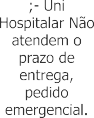 ;- Uni
Hospitalar Não
atendem o
prazo de
entrega,
pedido
emergencial.